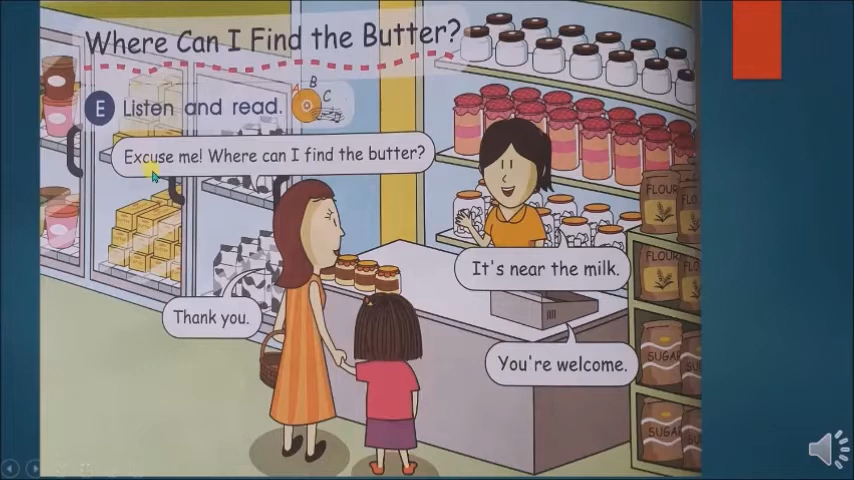 Where Can I Find the Butter?
E Listen and read.
A B C
Excuse me! Where can I find the butter?
It's near the milk.
Thank you.
You're welcome.
FLOUR
FLOUR
SUGAR
SUGAR